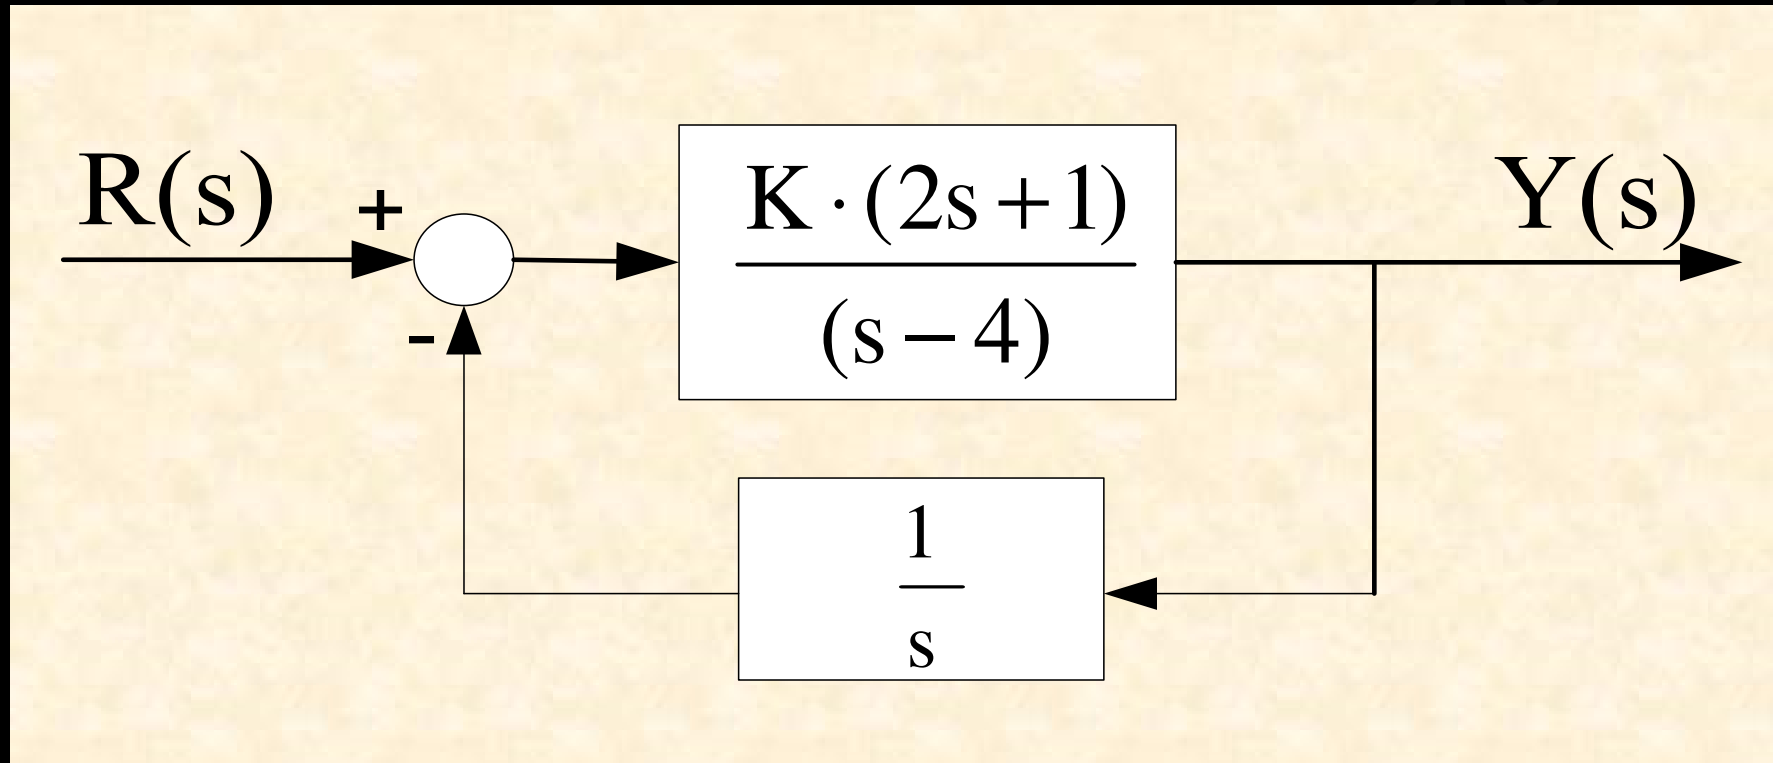 R(s)
+
-
K · (2s + 1)
(s − 4)
Y(s)
1
s